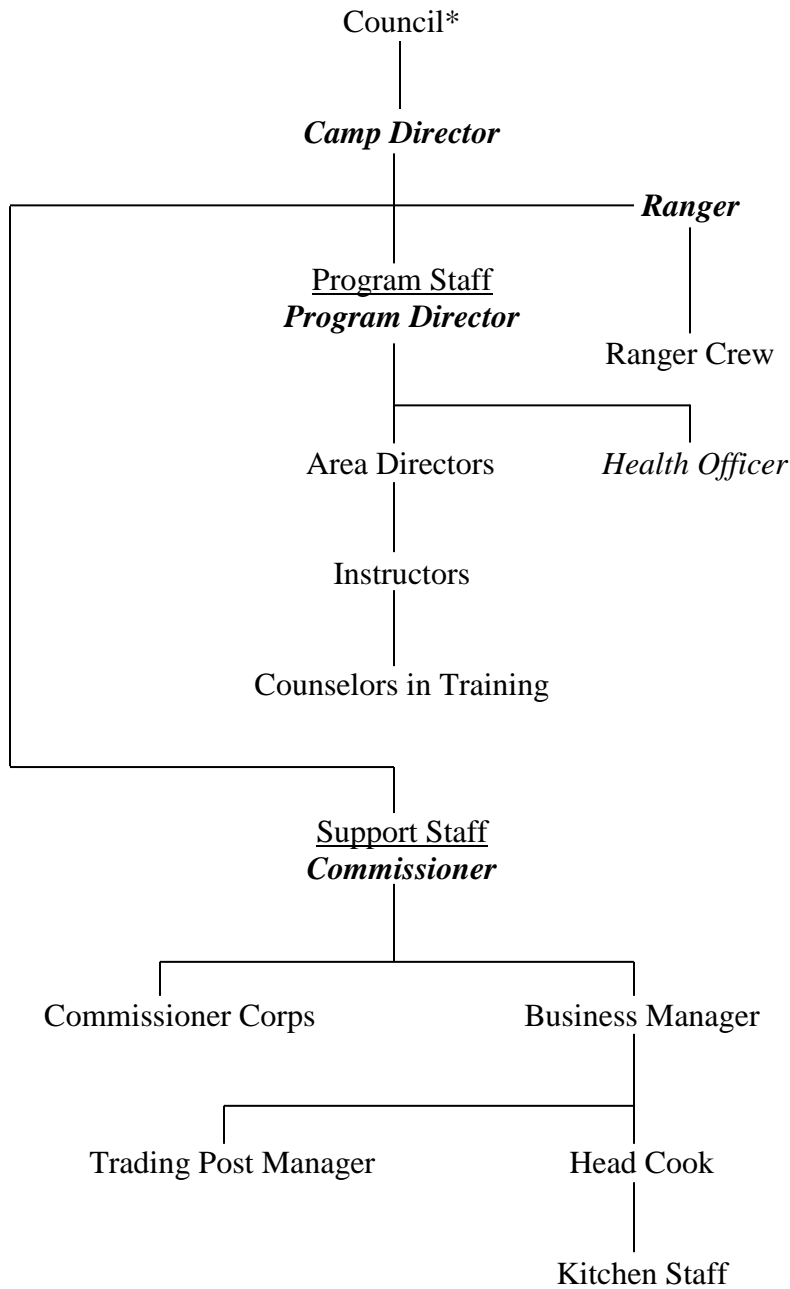 Council*
Camp Director
Ranger
Program Staff
Program Director
Ranger Crew
Area Directors
Health Officer
Instructors
Counselors in Training
Support Staff
Commissioner
Commissioner Corps
Business Manager
Trading Post Manager
Head Cook
Kitchen Staff